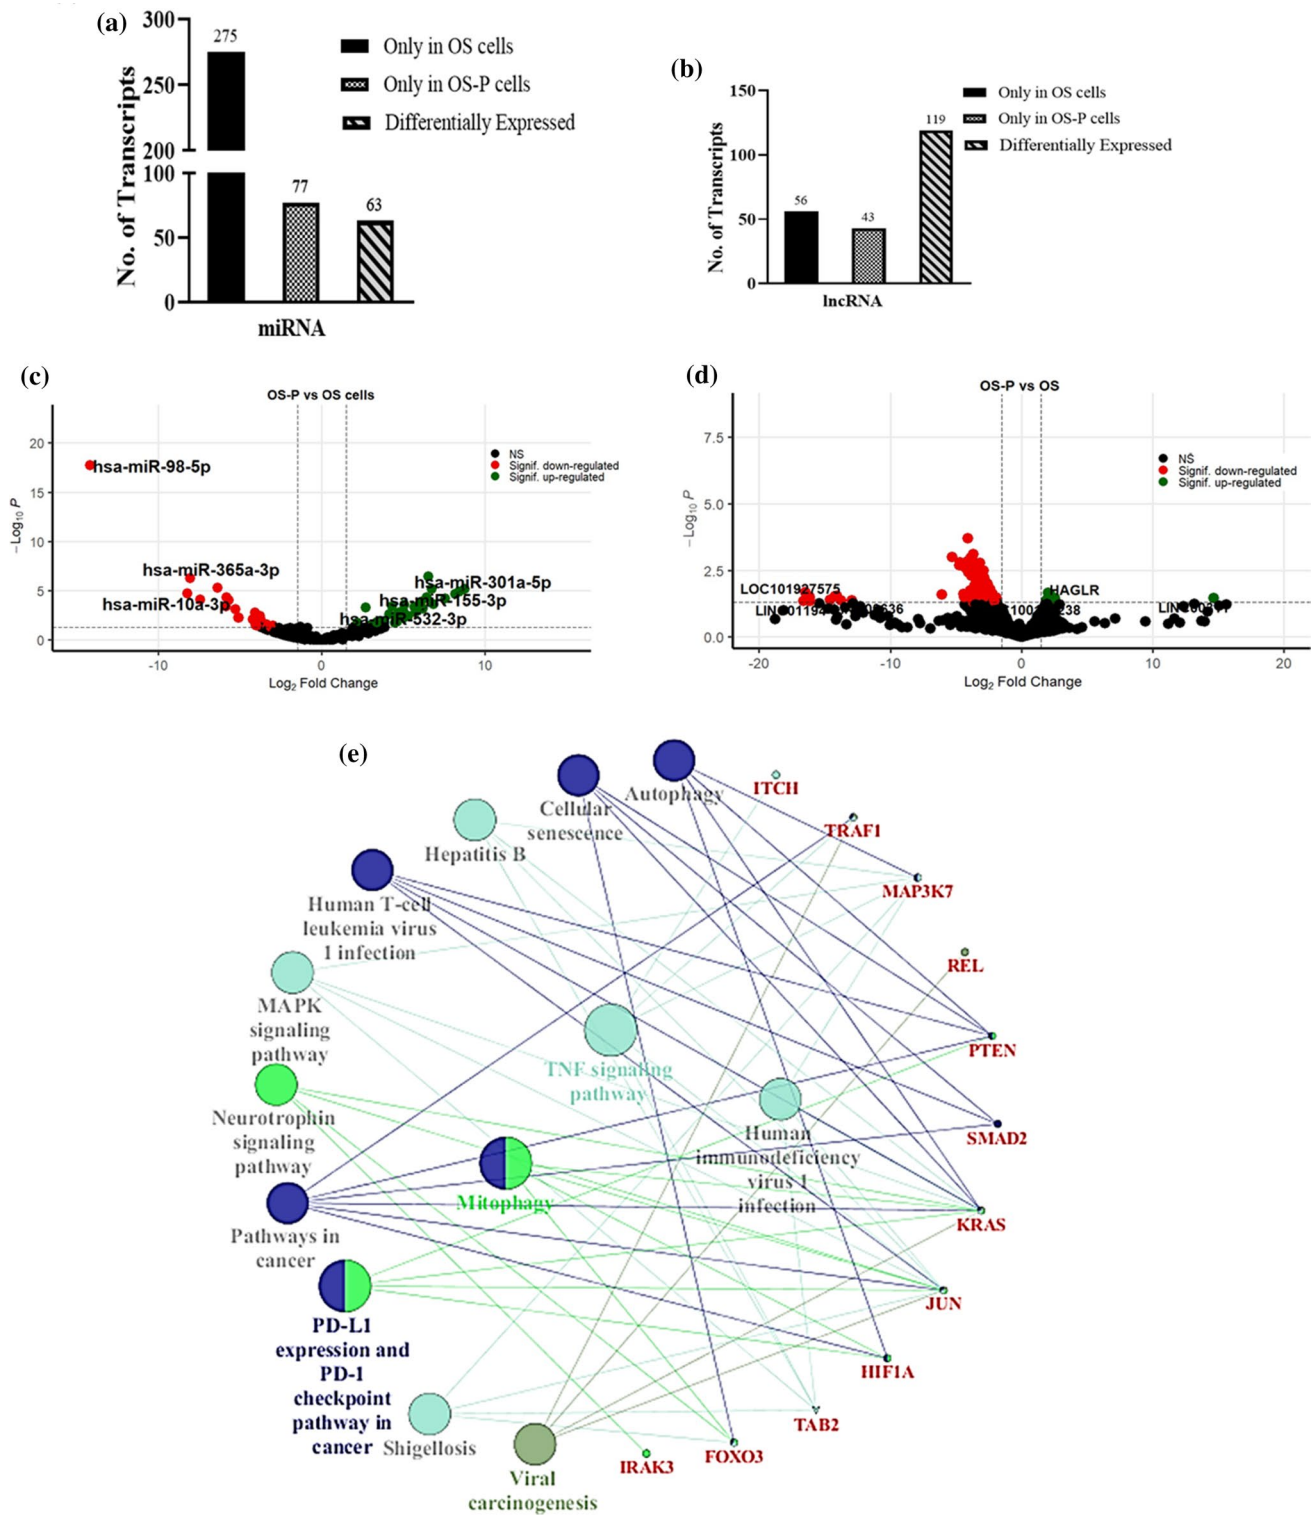 (a)
300
275
250
200
100
77
63
50
0
No. of Transcripts
miRNA
Only in OS cells
Only in OS-P cells
Differentially Expressed
(b)
150
119
100
56
50
43
0
No. of Transcripts
lncRNA
Only in OS cells
Only in OS-P cells
Differentially Expressed
(c)
OS-P vs OS cells
20
15
10
5
0
−Log10 P
-10
0
10
Log2 Fold Change
NS
Signif. down-regulated
Signif. up-regulated
hsa-miR-98-5p
hsa-miR-365a-3p
hsa-miR-10a-3p
hsa-miR-301a-5p
hsa-miR-155-3p
hsa-miR-532-3p
(d)
OS-P vs OS
7.5
5.0
2.5
0.0
−Log10 P
-20
-10
0
10
20
Log2 Fold Change
NS
Signif. down-regulated
Signif. up-regulated
LOC101927575
HAGLR
(e)
Autophagy
Cellular
senescence
Hepatitis B
Human T-cell
leukemia virus
1 infection
MAPK
signaling
pathway
Neurotrophin
signaling
pathway
Pathways in
cancer
PD-L1
expression and
PD-1
checkpoint
pathway in
cancer
Shigellosis
Viral
carcinogenesis
Mitophagy
TNF signaling
pathway
Human
immunodeficiency
virus 1
infection
ITCH
TRAF1
MAP3K7
REL
PTEN
SMAD2
KRAS
JUN
HIF1A
TAB2
FOXO3
IRAK3